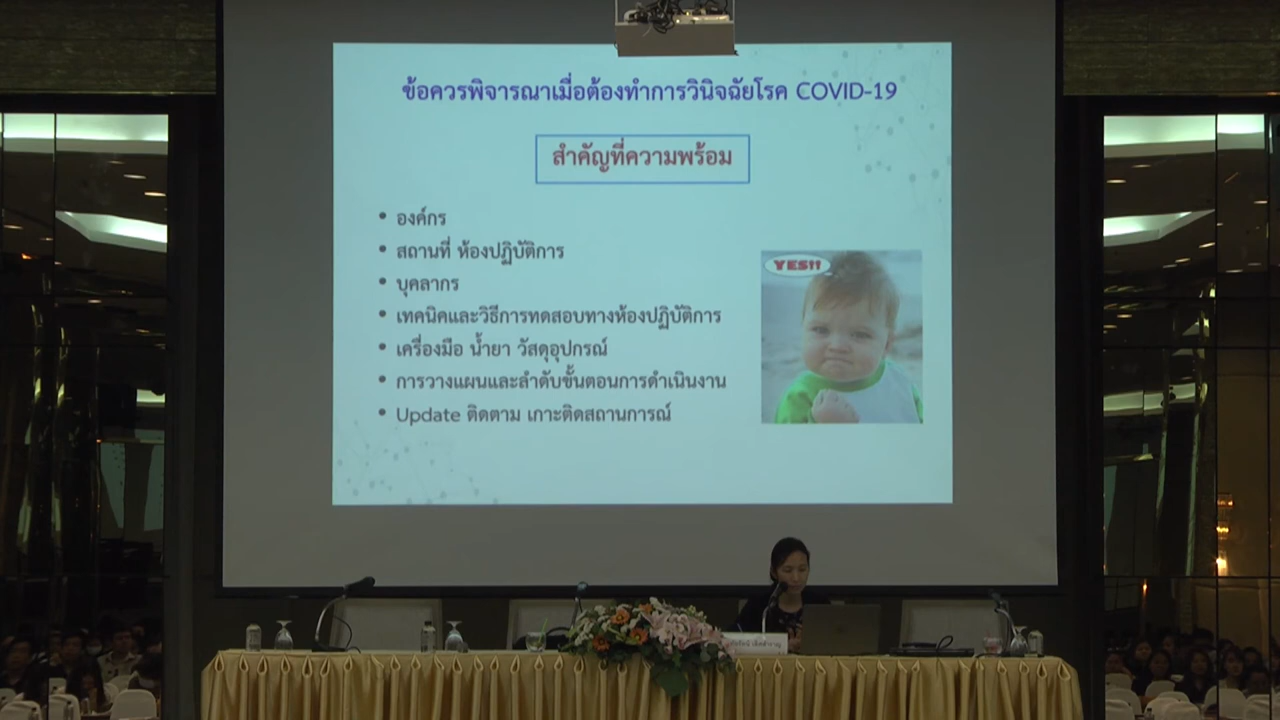 ข้อควรพิจารณาเมื่อต้องทำการวินิจฉัยโรค COVID-19
สำคัญที่ความพร้อม
• องค์กร
• สถานที่ ห้องปฏิบัติการ
• บุคลากร
• เทคนิคและวิธีการทดสอบทางห้องปฏิบัติการ
• เครื่องมือ น้ำยา วัสดุอุปกรณ์
• การวางแผนและลำดับขั้นตอนการดำเนินงาน
• Update ติดตาม เกาะติดสถานการณ์
YES!!